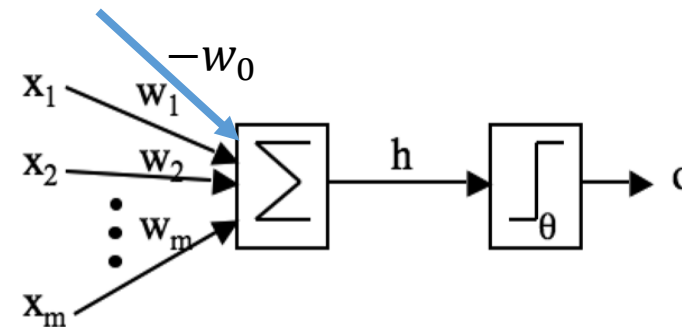 −w₀
x₁ w₁
x₂ w₂ ∑ h θ
wₘ
xₘ